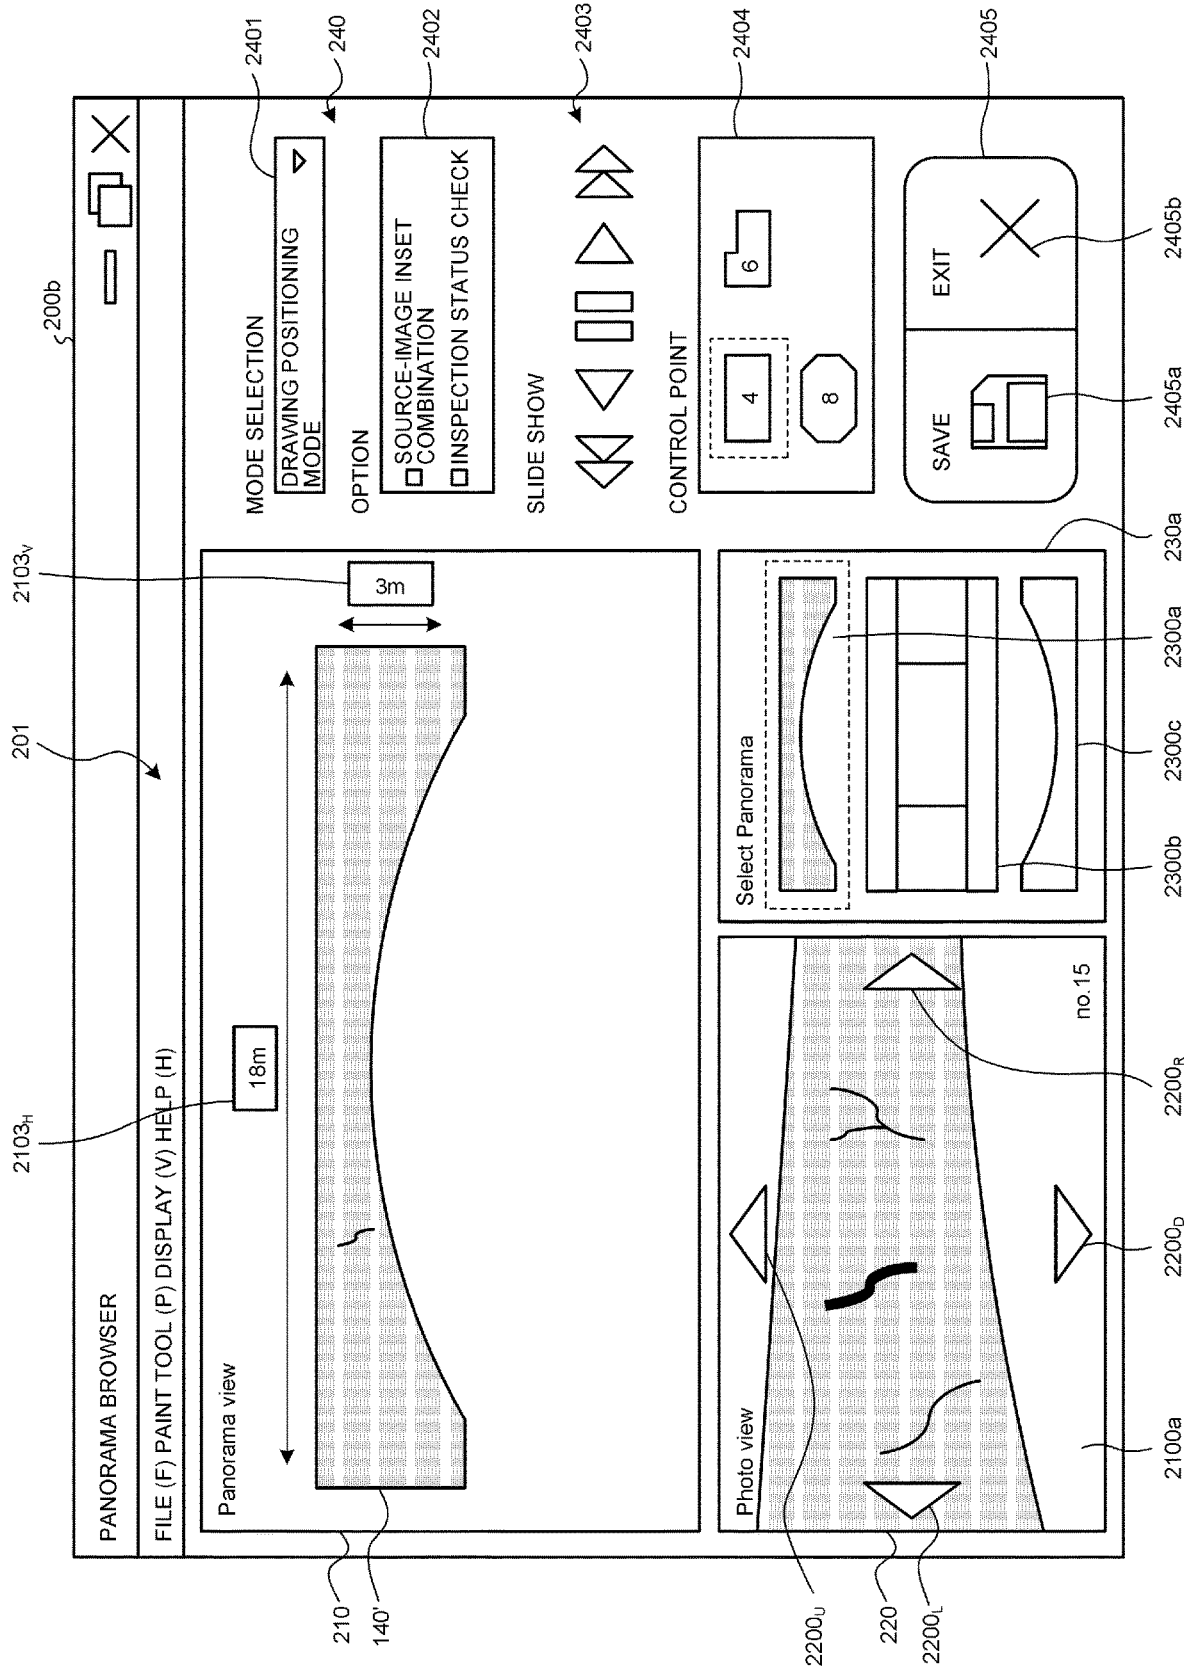 200b
PANORAMA BROWSER
201
FILE (F) PAINT TOOL (P) DISPLAY (V) HELP (H)
2103H
2103V
2401
240
2402
2403
2404
2405
MODE SELECTION
DRAWING POSITIONING
MODE
OPTION
SOURCE-IMAGE INSET
COMBINATION
INSPECTION STATUS CHECK
SLIDE SHOW
CONTROL POINT
4
6
8
SAVE
EXIT
2405a
2405b
Panorama view
18m
3m
210
140'
Photo view
no.15
2200U
220
2200L
2100a
2200D
2200R
Select Panorama
2300b
2300c
2300a
230a